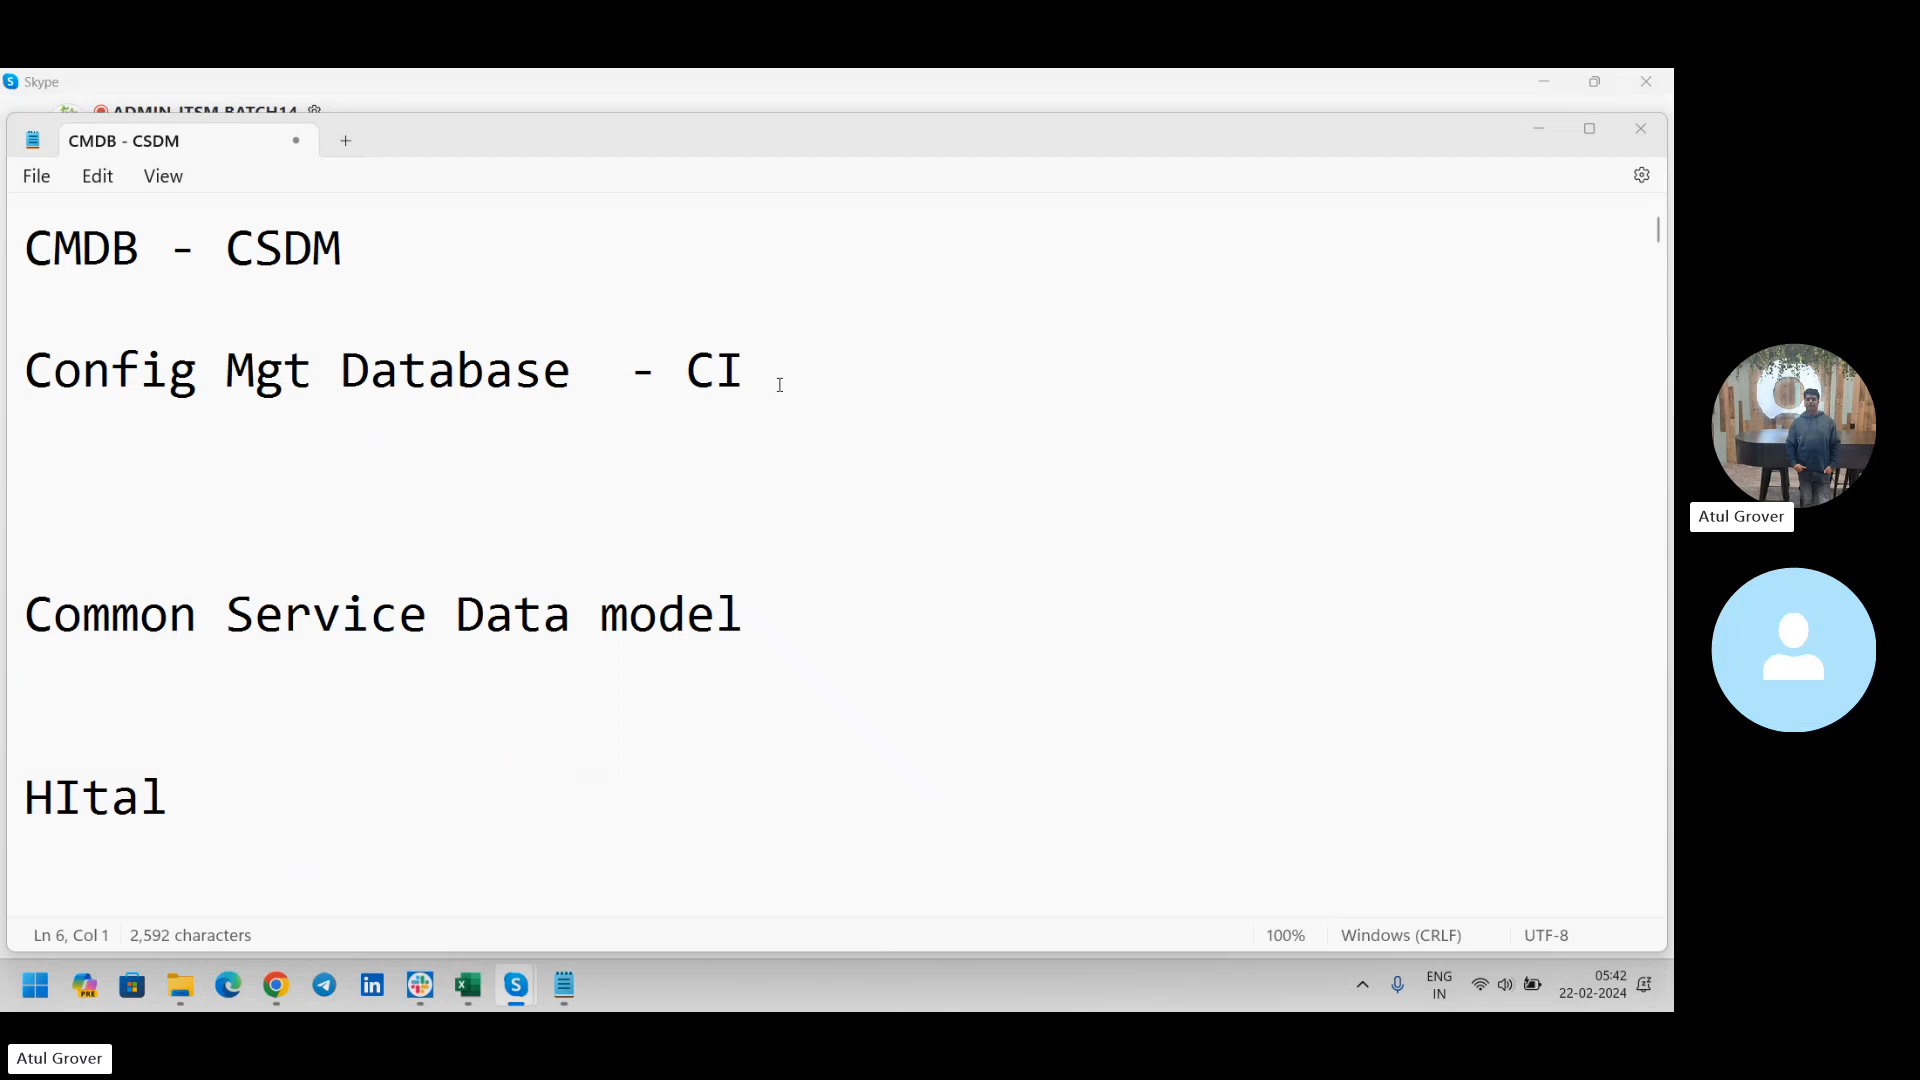 Skype
ADMIN_ITSM_BATCH14
CMDB - CSDM
File Edit View
CMDB - CSDM
Config Mgt Database - CI
Common Service Data model
HItal
Ln 6, Col 1 2,592 characters 100% Windows (CRLF) UTF-8
PRE
ENG
IN
05:42
22-02-2024
Atul Grover
Atul Grover